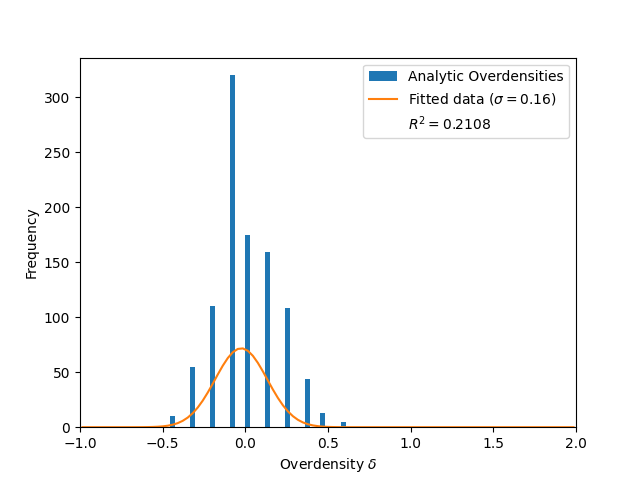 Analytic Overdensities
Fitted data (σ = 0.16)
R² = 0.2108
300
250
200
150
100
50
0
Frequency
−1.0 −0.5 0.0 0.5 1.0 1.5 2.0
Overdensity δ